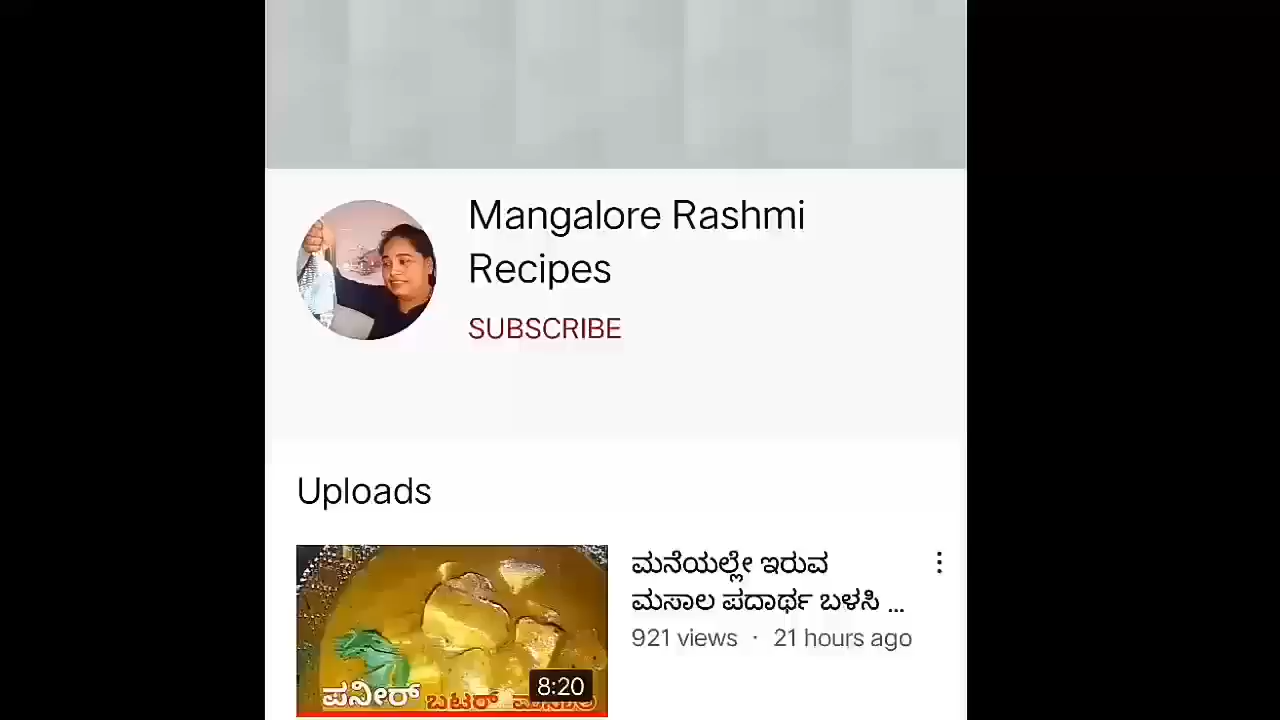 Mangalore Rashmi
Recipes
SUBSCRIBE
Uploads
ಮನೆಯಲ್ಲೇ ಇರುವ
ಮಸಾಲ ಪದಾರ್ಥ ಬಳಸಿ ...
921 views · 21 hours ago
8:20
ಪನೀರ್ ಬಟರ್ ಮಸಾಲ